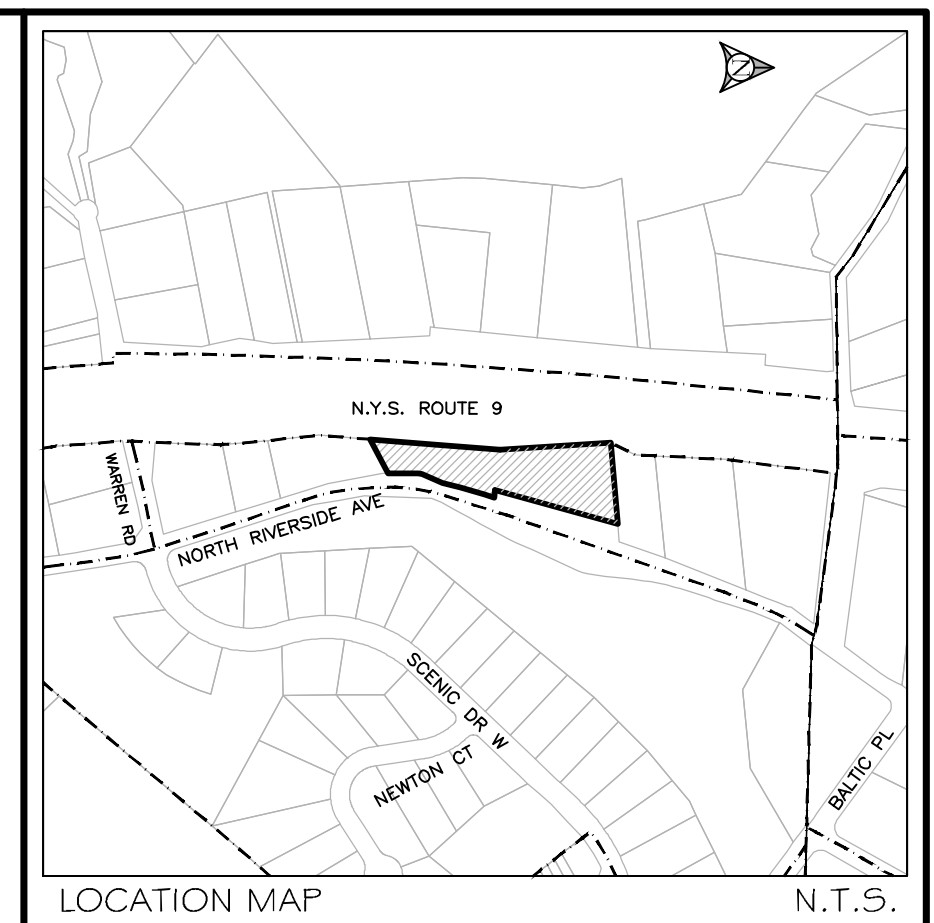 N
N.Y.S. ROUTE 9
WARREN RD
NORTH RIVERSIDE AVE
SCENIC DR W
NEWTON CT
BALTIC PL
LOCATION MAP
N.T.S.